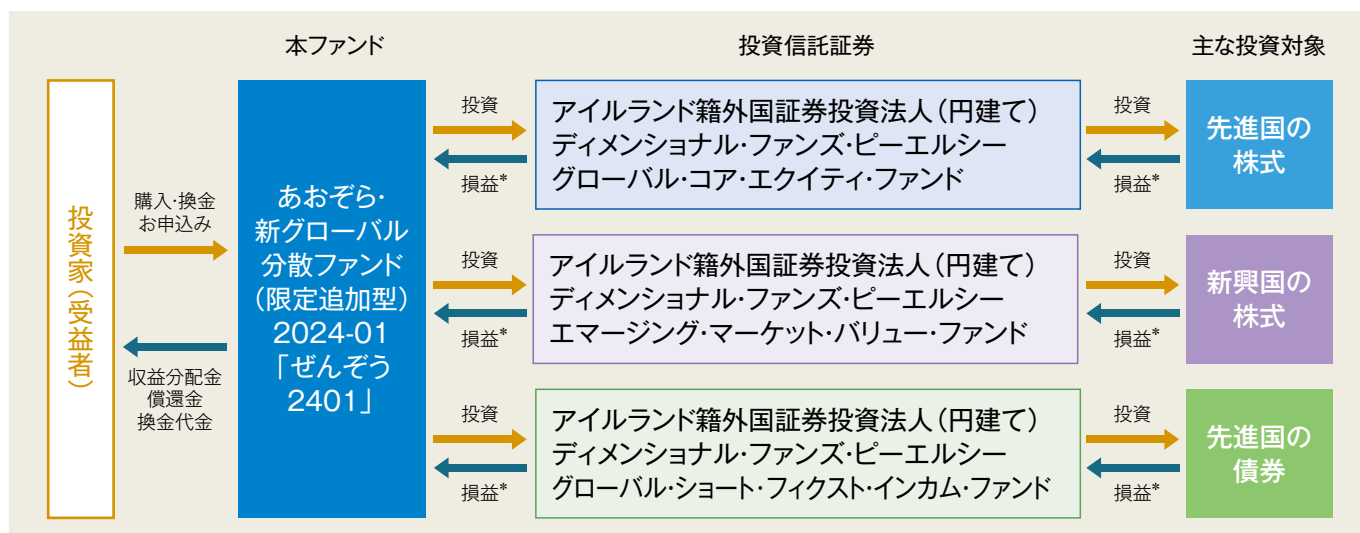 本ファンド
投資信託証券
主な投資対象
投資家(受益者)
購入・換金
お申込み
収益分配金
償還金
換金代金
あおぞら・
新グローバル
分散ファンド
(限定追加型)
2024-01
「ぜんぞう
2401」
投資
損益*
アイルランド籍外国証券投資法人(円建て)
ディメンショナル・ファンズ・ピーエルシー
グローバル・コア・エクイティ・ファンド
投資
損益*
先進国の
株式
投資
損益*
アイルランド籍外国証券投資法人(円建て)
ディメンショナル・ファンズ・ピーエルシー
エマージング・マーケット・バリュー・ファンド
投資
損益*
新興国の
株式
投資
損益*
アイルランド籍外国証券投資法人(円建て)
ディメンショナル・ファンズ・ピーエルシー
グローバル・ショート・フィクスト・インカム・ファンド
投資
損益*
先進国の
債券